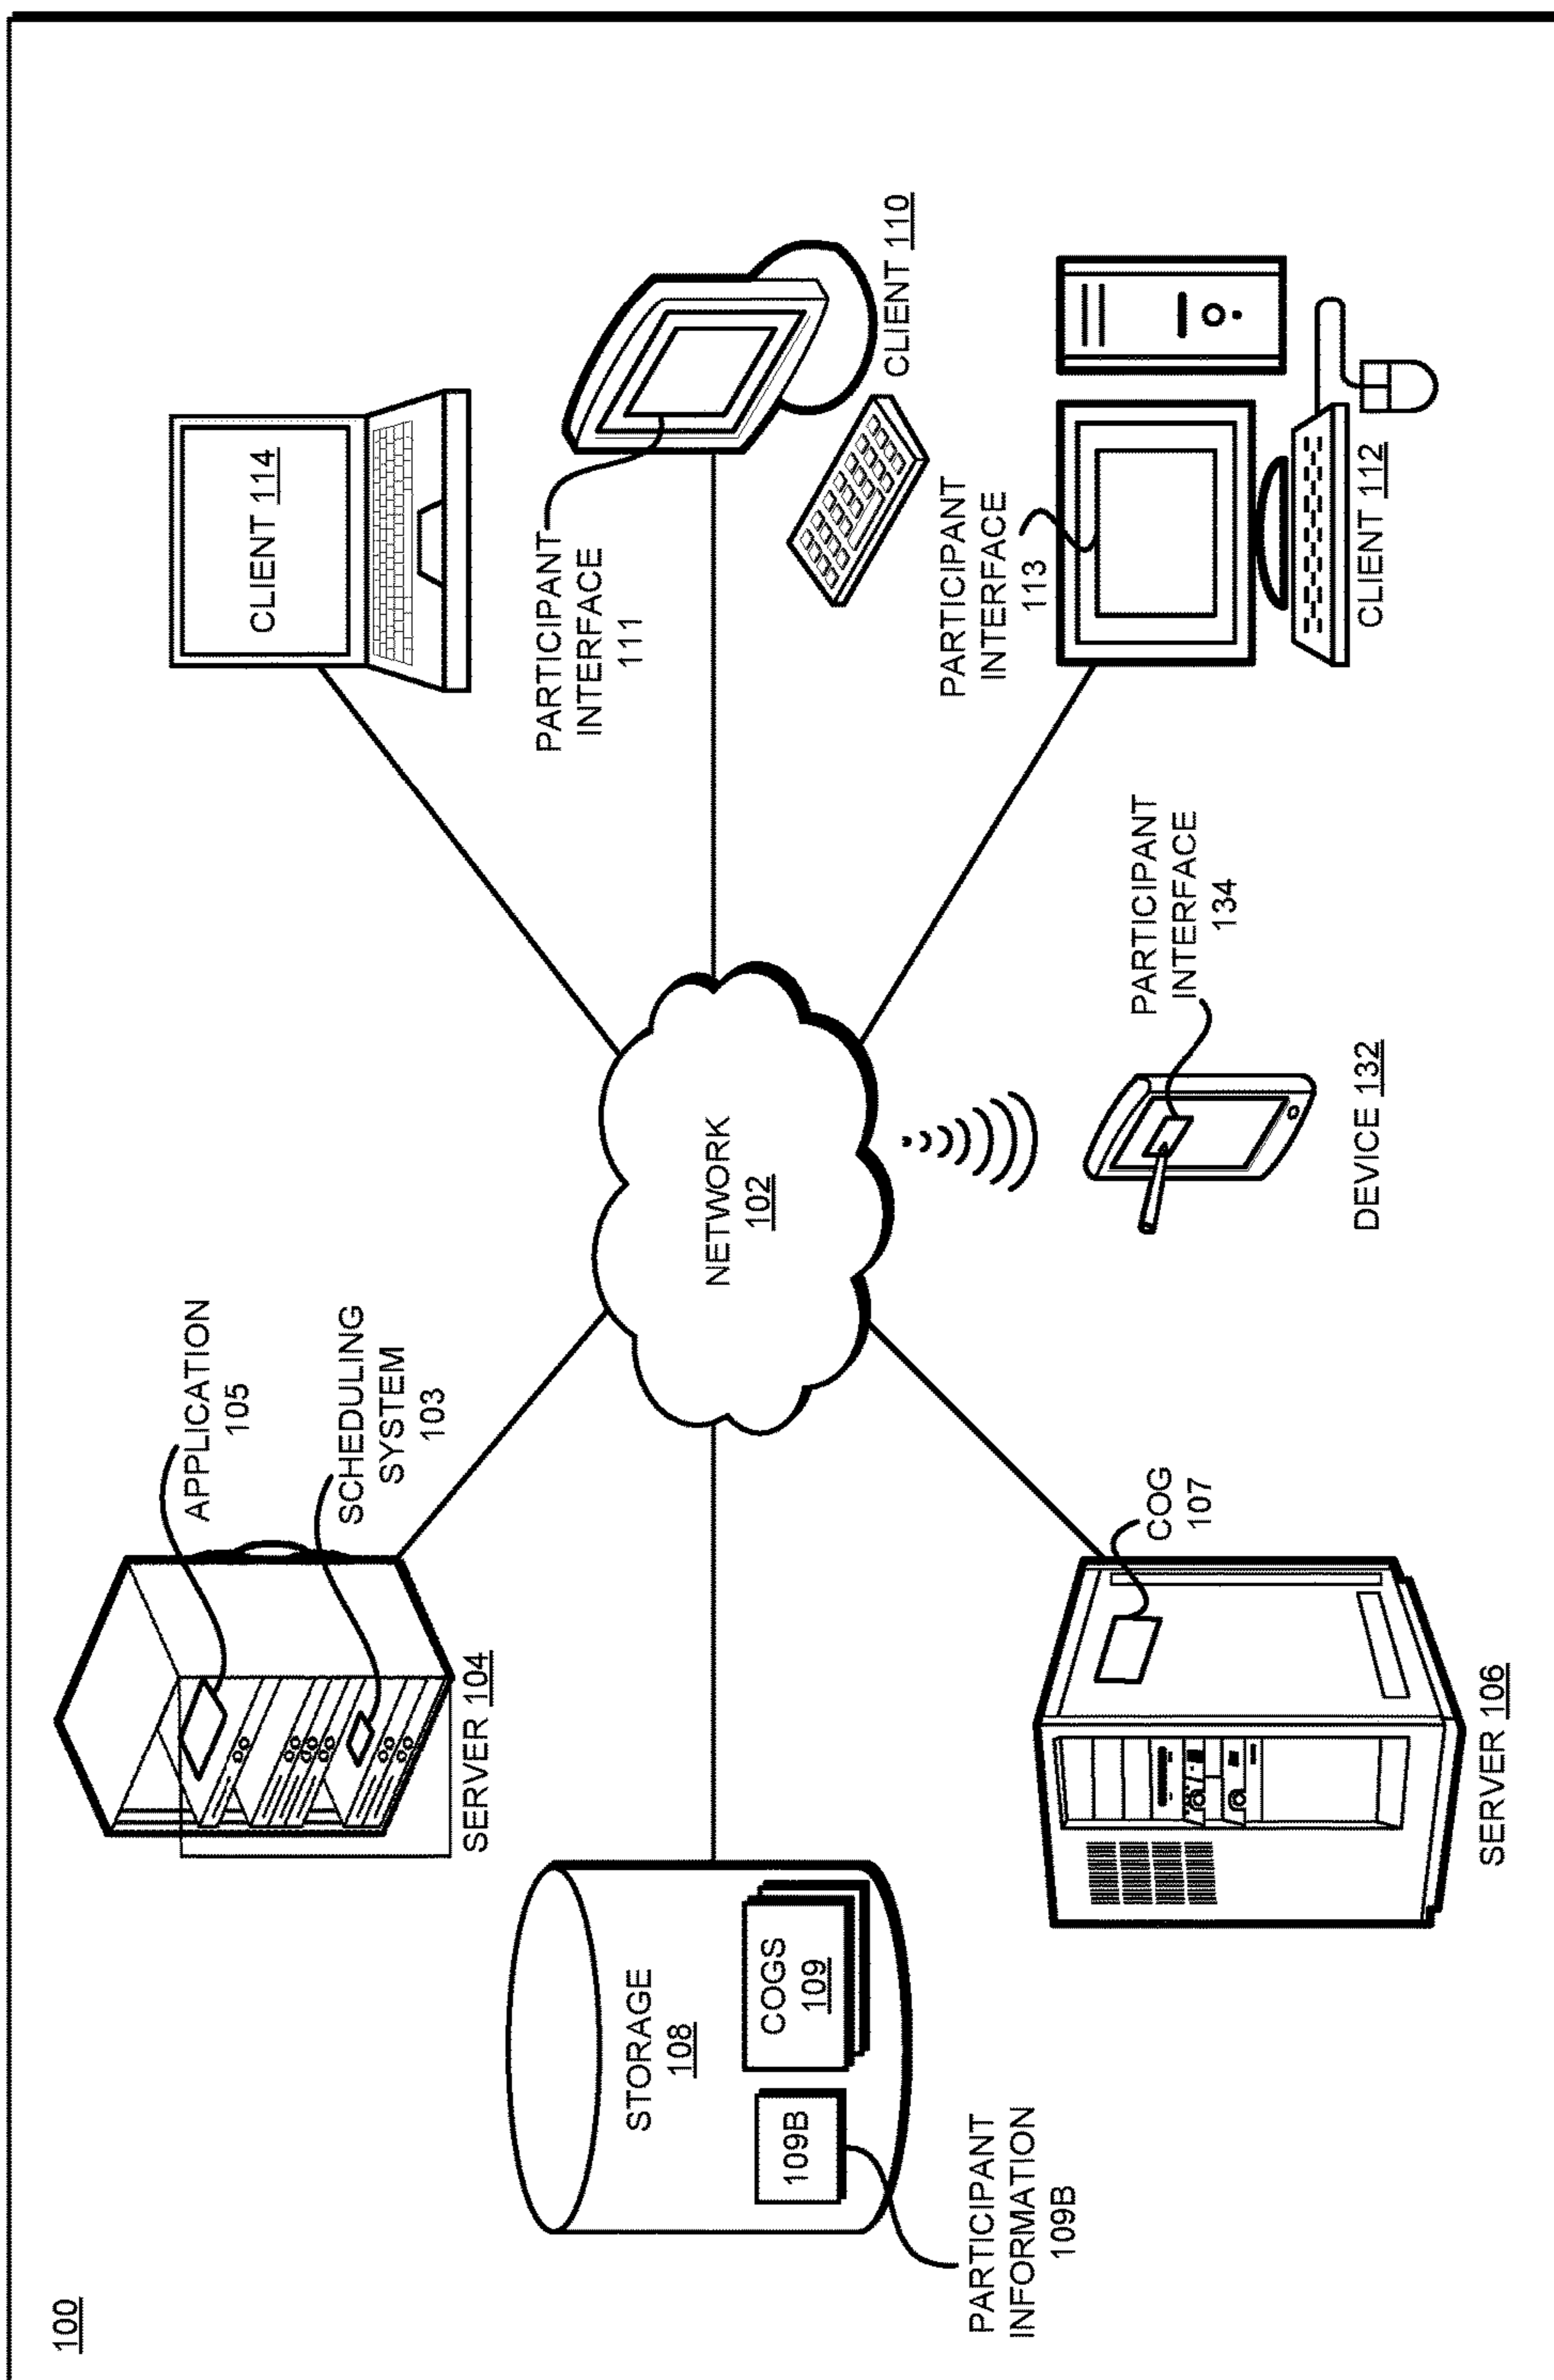 100
APPLICATION
105
SCHEDULING
SYSTEM
103
SERVER 104
CLIENT 114
STORAGE
108
COGS
109
109B
PARTICIPANT
INFORMATION
109B
NETWORK
102
PARTICIPANT
INTERFACE
111
CLIENT 110
PARTICIPANT
INTERFACE
113
CLIENT 112
COG
107
SERVER 106
PARTICIPANT
INTERFACE
134
DEVICE 132